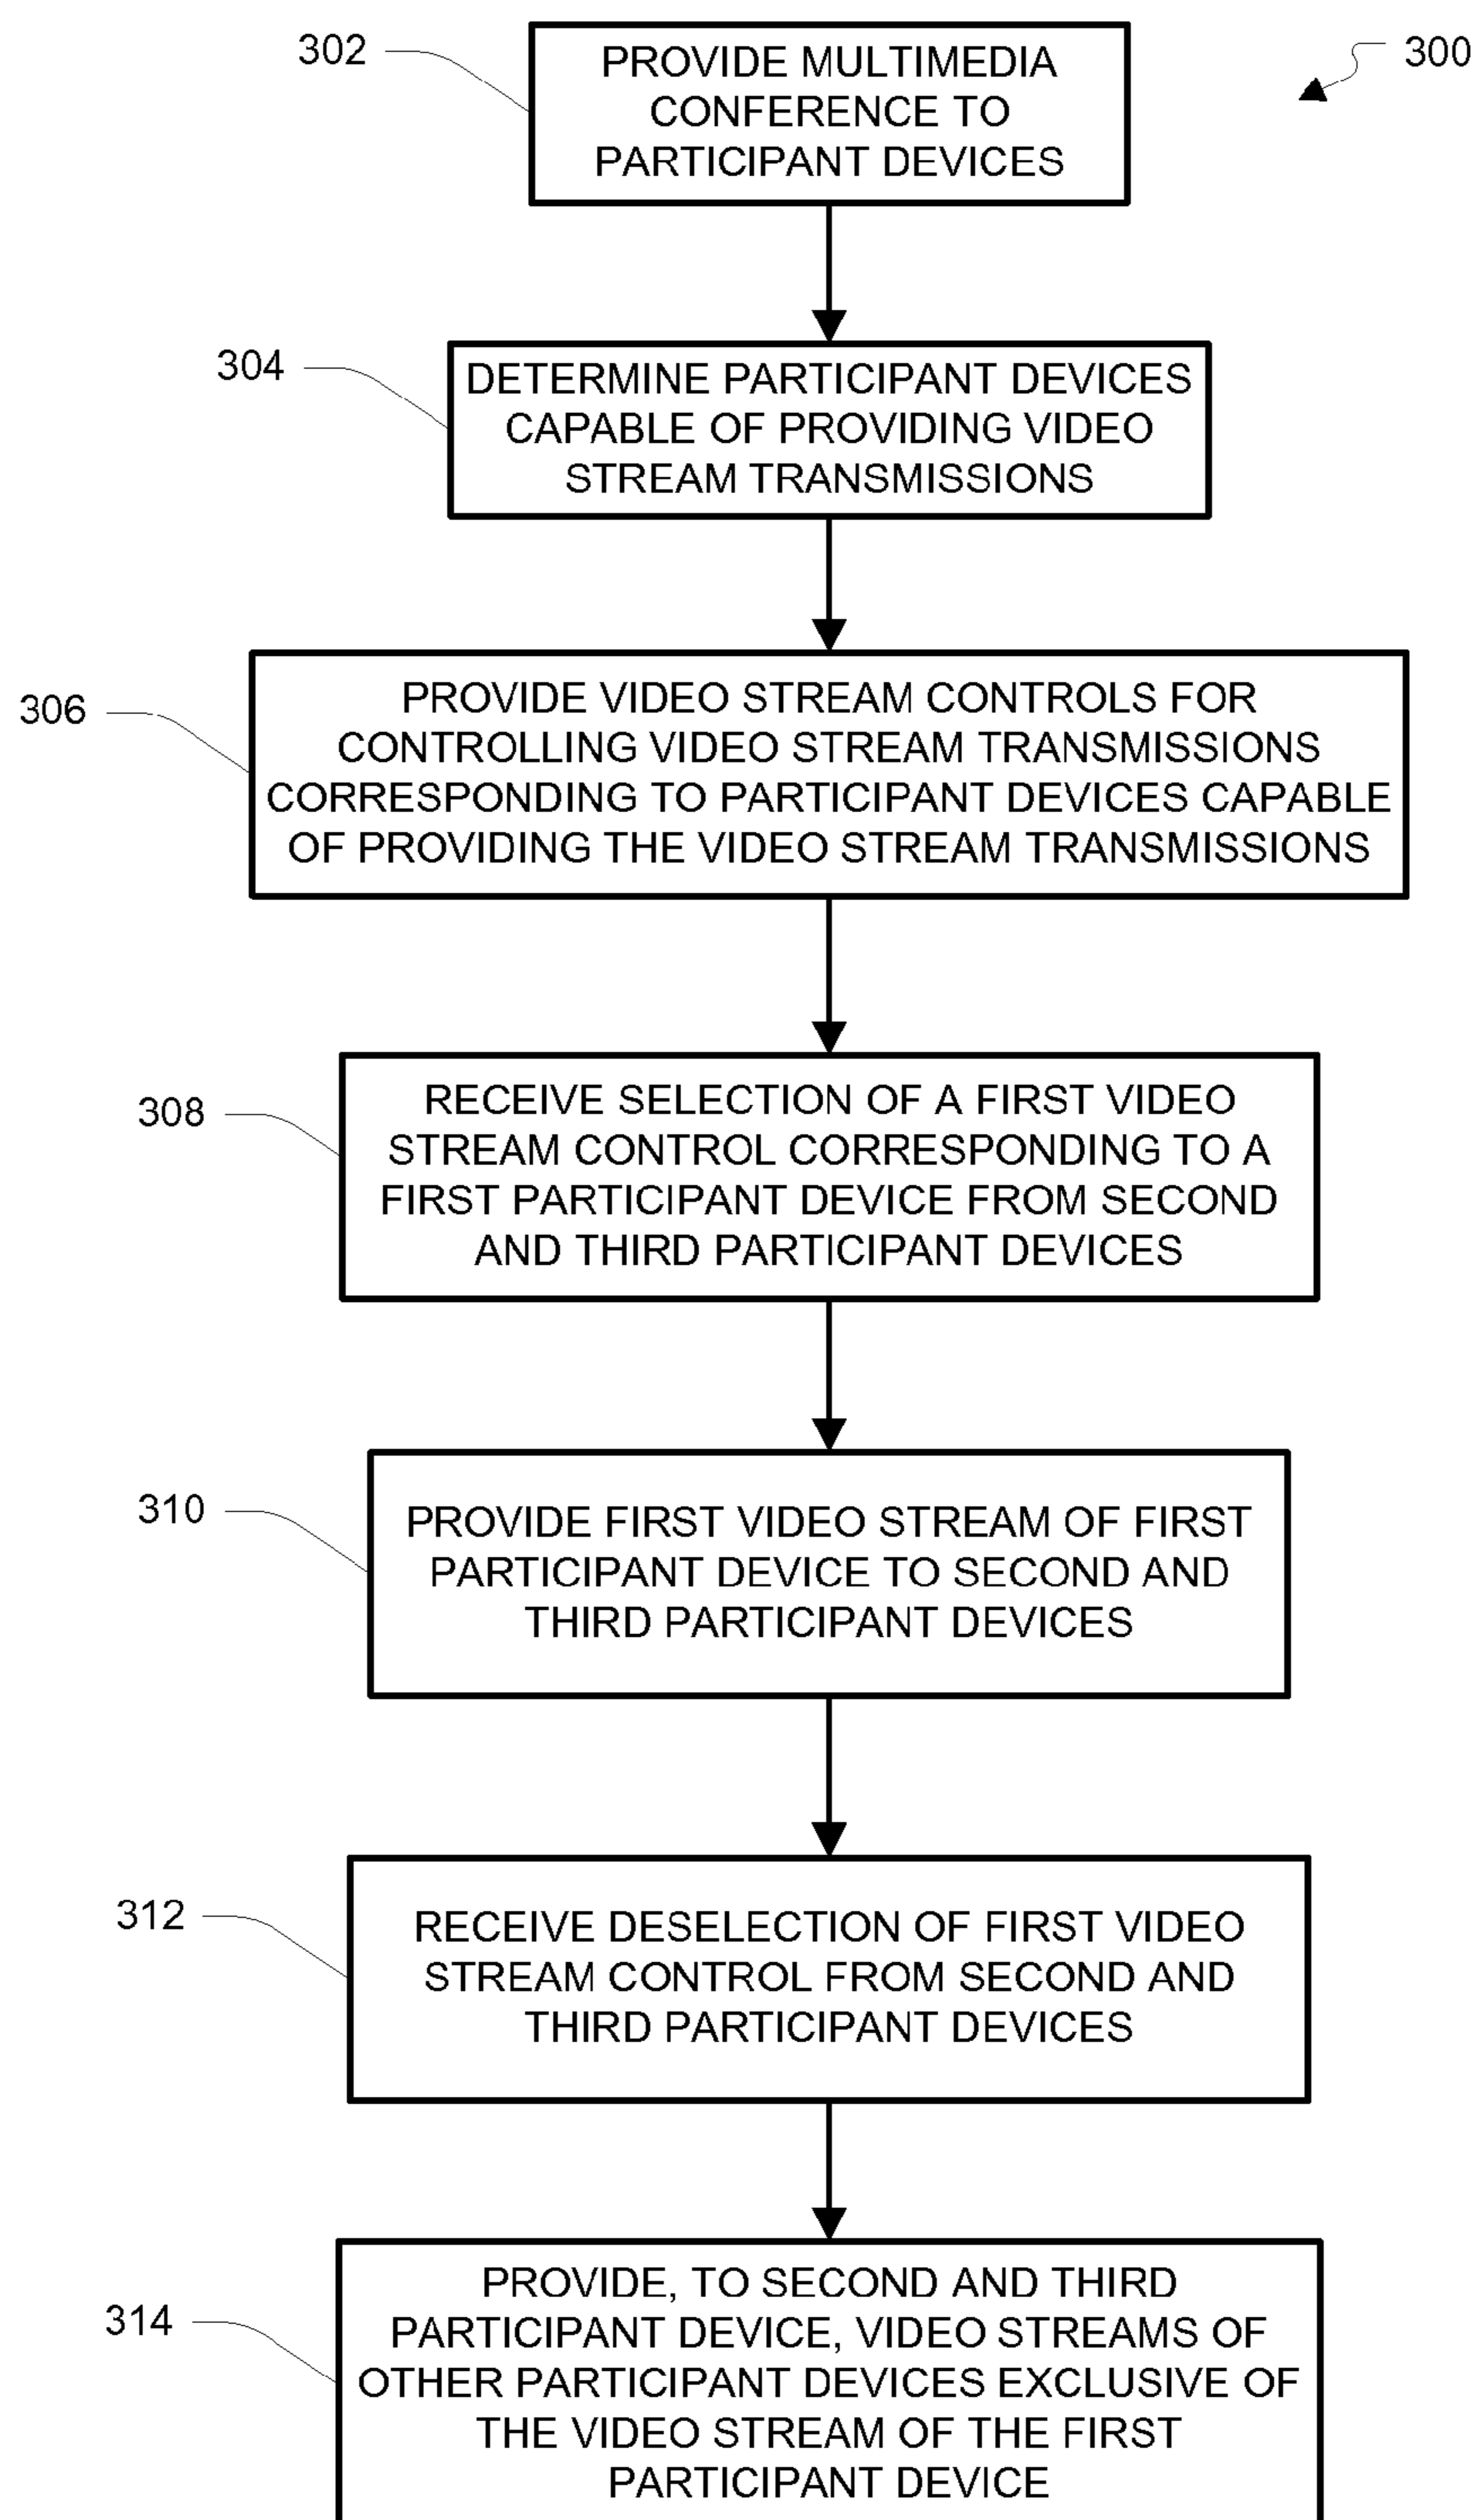 302
PROVIDE MULTIMEDIA
CONFERENCE TO
PARTICIPANT DEVICES
300
304
DETERMINE PARTICIPANT DEVICES
CAPABLE OF PROVIDING VIDEO
STREAM TRANSMISSIONS
306
PROVIDE VIDEO STREAM CONTROLS FOR
CONTROLLING VIDEO STREAM TRANSMISSIONS
CORRESPONDING TO PARTICIPANT DEVICES CAPABLE
OF PROVIDING THE VIDEO STREAM TRANSMISSIONS
308
RECEIVE SELECTION OF A FIRST VIDEO
STREAM CONTROL CORRESPONDING TO A
FIRST PARTICIPANT DEVICE FROM SECOND
AND THIRD PARTICIPANT DEVICES
310
PROVIDE FIRST VIDEO STREAM OF FIRST
PARTICIPANT DEVICE TO SECOND AND
THIRD PARTICIPANT DEVICES
312
RECEIVE DESELECTION OF FIRST VIDEO
STREAM CONTROL FROM SECOND AND
THIRD PARTICIPANT DEVICES
314
PROVIDE, TO SECOND AND THIRD
PARTICIPANT DEVICE, VIDEO STREAMS OF
OTHER PARTICIPANT DEVICES EXCLUSIVE OF
THE VIDEO STREAM OF THE FIRST
PARTICIPANT DEVICE